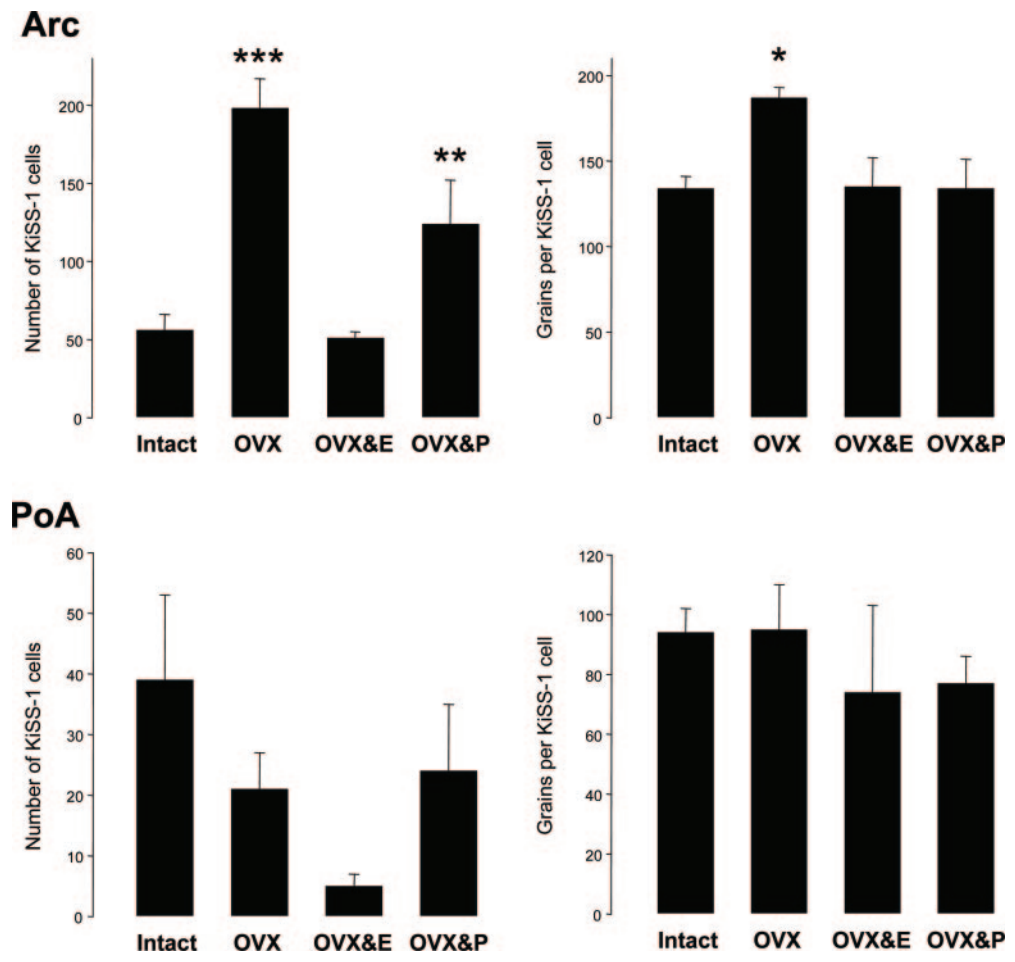 Arc
Number of KiSS-1 cells
200
150
100
50
0
***
**
Intact OVX OVX&E OVX&P
Grains per KiSS-1 cell
200
150
100
50
0
*
Intact OVX OVX&E OVX&P
PoA
Number of KiSS-1 cells
60
50
40
30
20
10
0
Intact OVX OVX&E OVX&P
Grains per KiSS-1 cell
120
100
80
60
40
20
0
Intact OVX OVX&E OVX&P